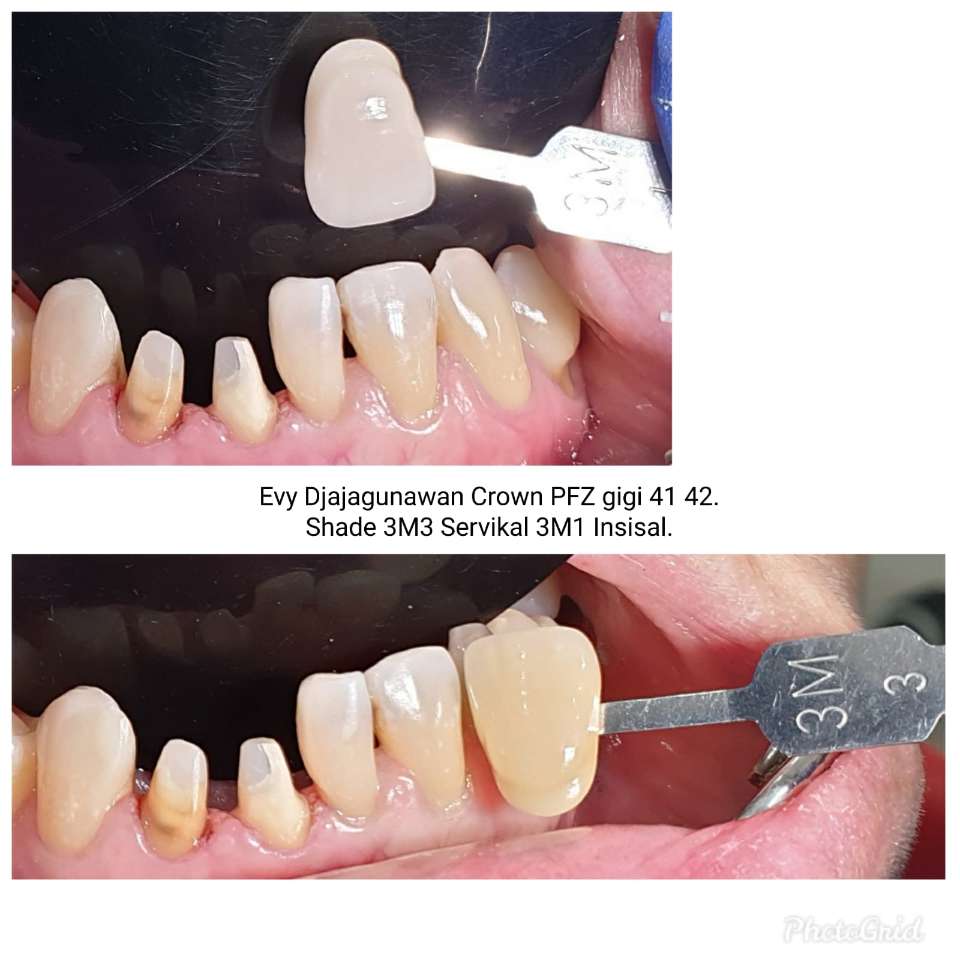 3M
Evy Djajagunawan Crown PFZ gigi 41 42.
Shade 3M3 Servikal 3M1 Insisal.
3M 3
PhotoGrid